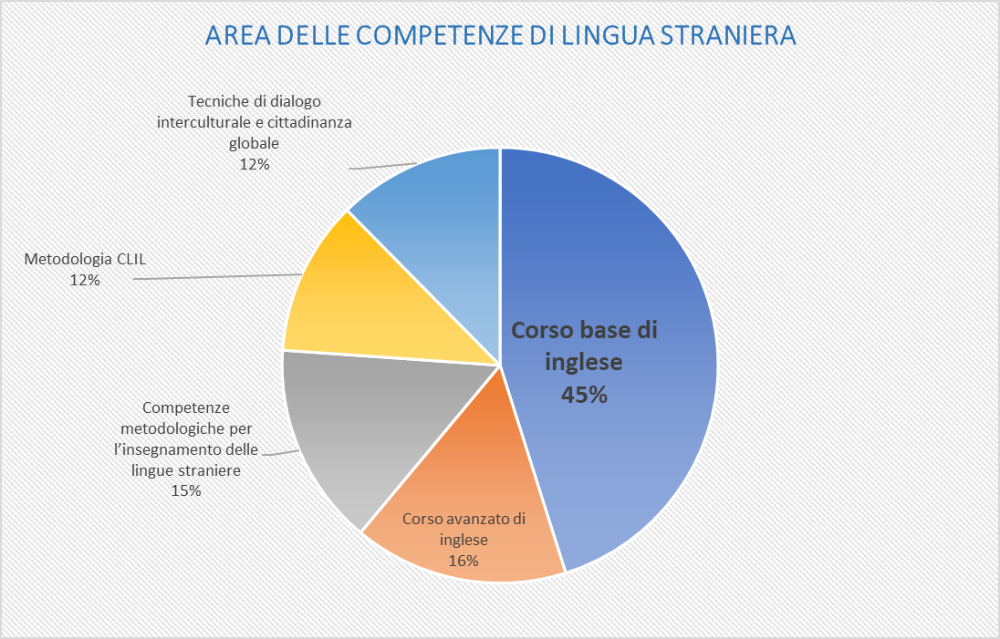 AREA DELLE COMPETENZE DI LINGUA STRANIERA
Tecniche di dialogo
interculturale e cittadinanza
globale
12%
Metodologia CLIL
12%
Corso base di
inglese
45%
Competenze
metodologiche per
l’insegnamento delle
lingue straniere
15%
Corso avanzato di
inglese
16%